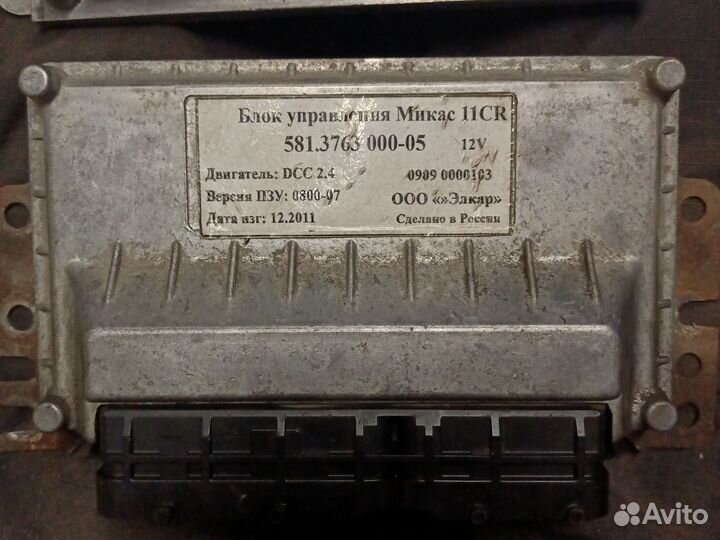 Блок управления Микас 11CR
581.3763 000-05 12V
Двигатель: DCC 2.4 0909 0000103
Версия ПЗУ: 0800-07 ООО «»Элкар»
Дата изг: 12.2011 Сделано в России
Avito